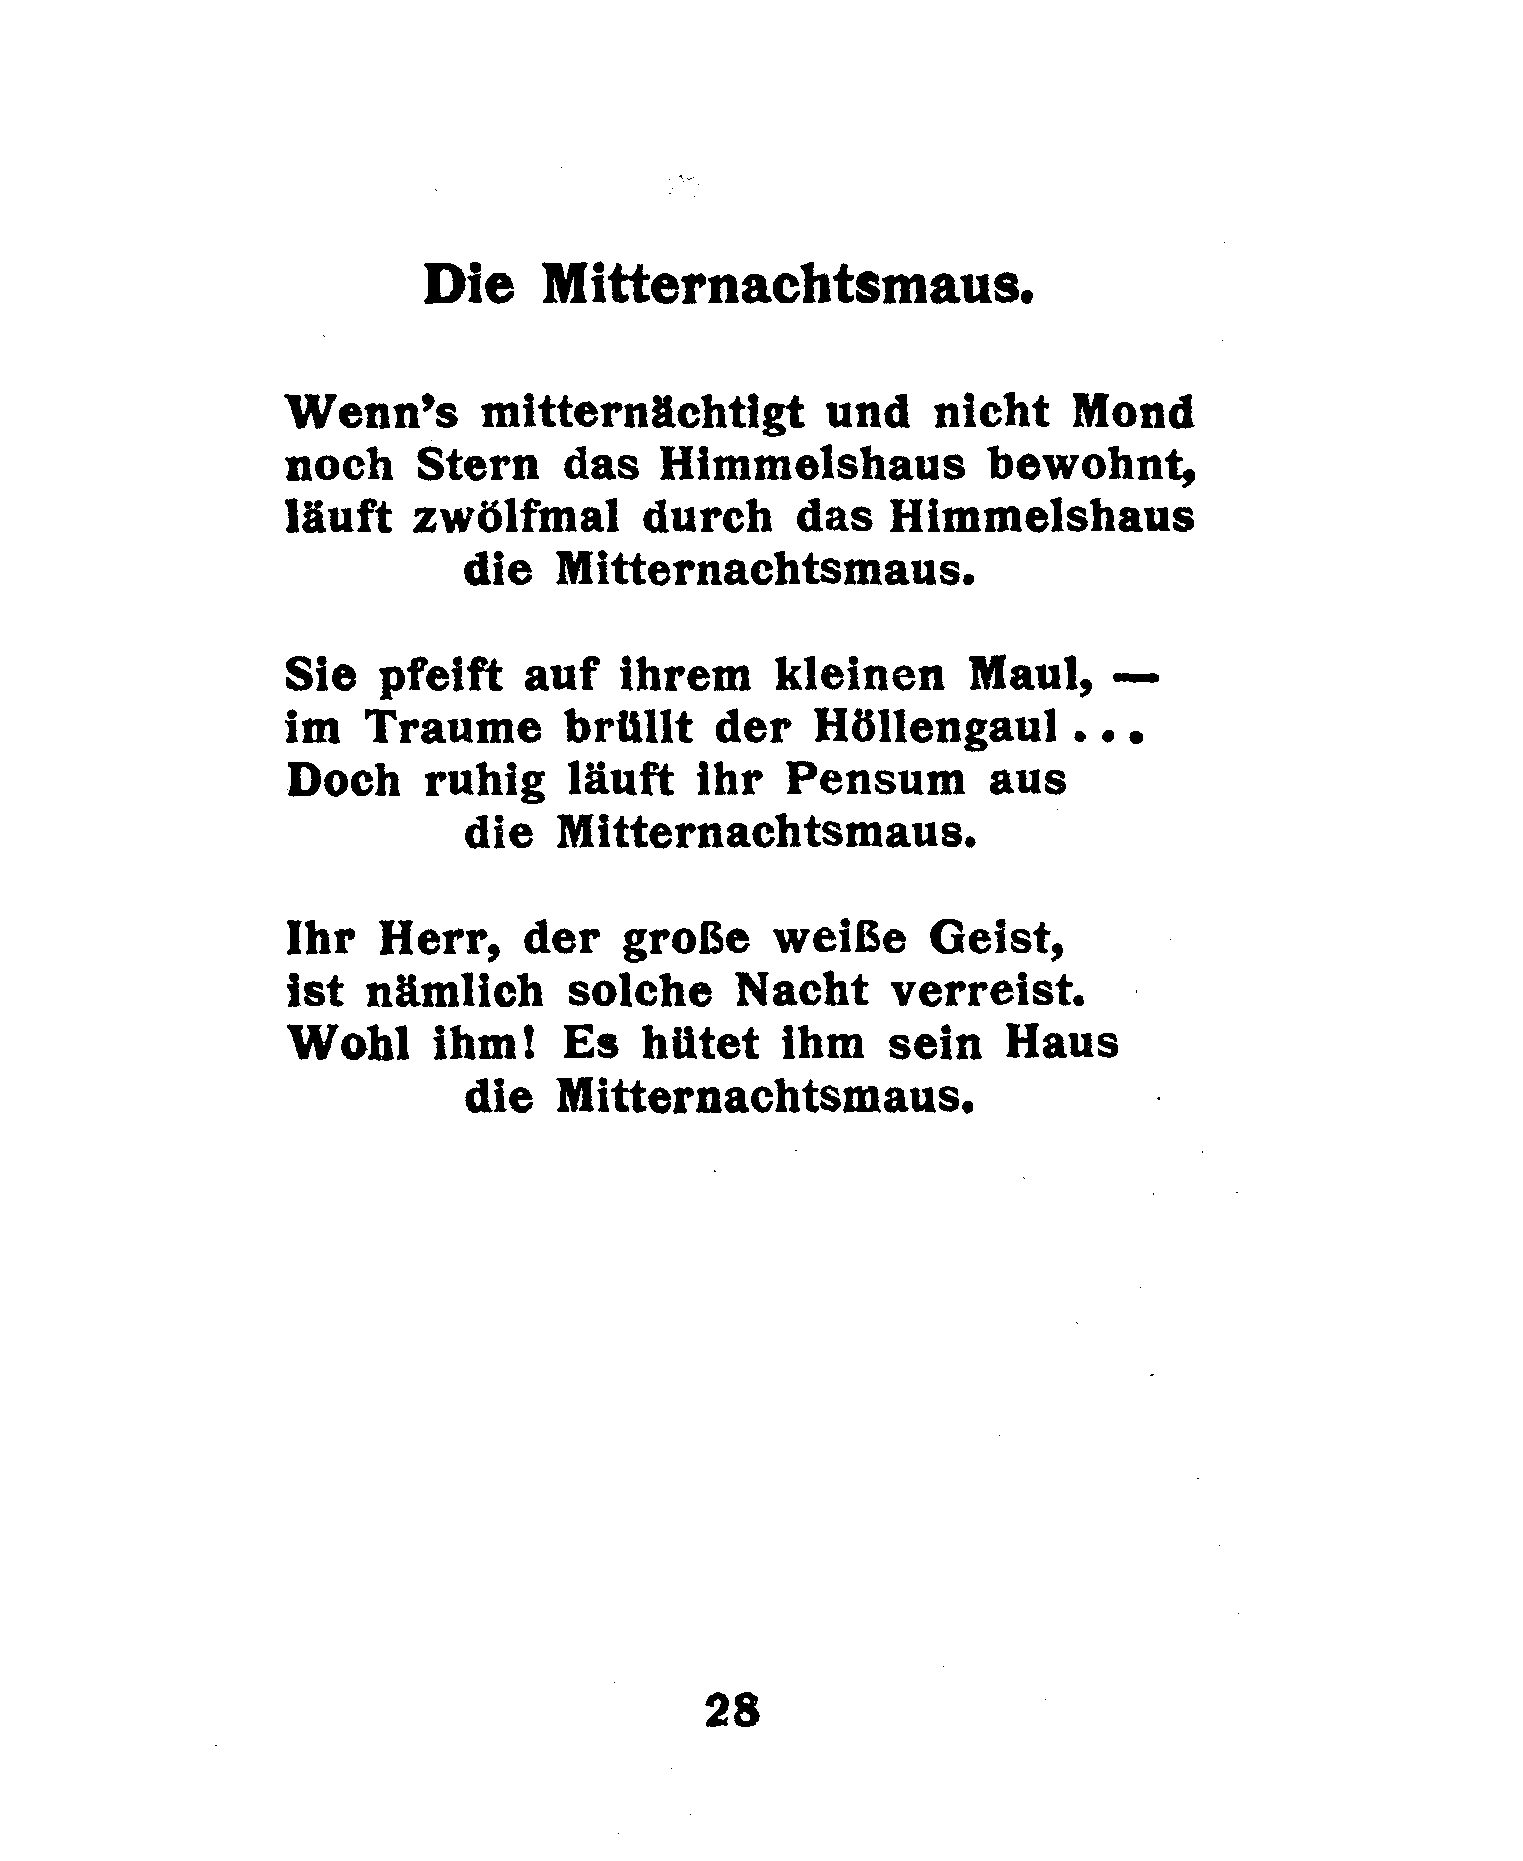 Die Mitternachtsmaus.
Wenn's mitternächtigt und nicht Mond
noch Stern das Himmelshaus bewohnt,
läuft zwölfmal durch das Himmelshaus
die Mitternachtsmaus.
Sie pfeift auf ihrem kleinen Maul, —
im Traume brüllt der Höllengaul...
Doch ruhig läuft ihr Pensum aus
die Mitternachtsmaus.
Ihr Herr, der große weiße Geist,
ist nämlich solche Nacht verreist.
Wohl ihm! Es hütet ihm sein Haus
die Mitternachtsmaus.
28